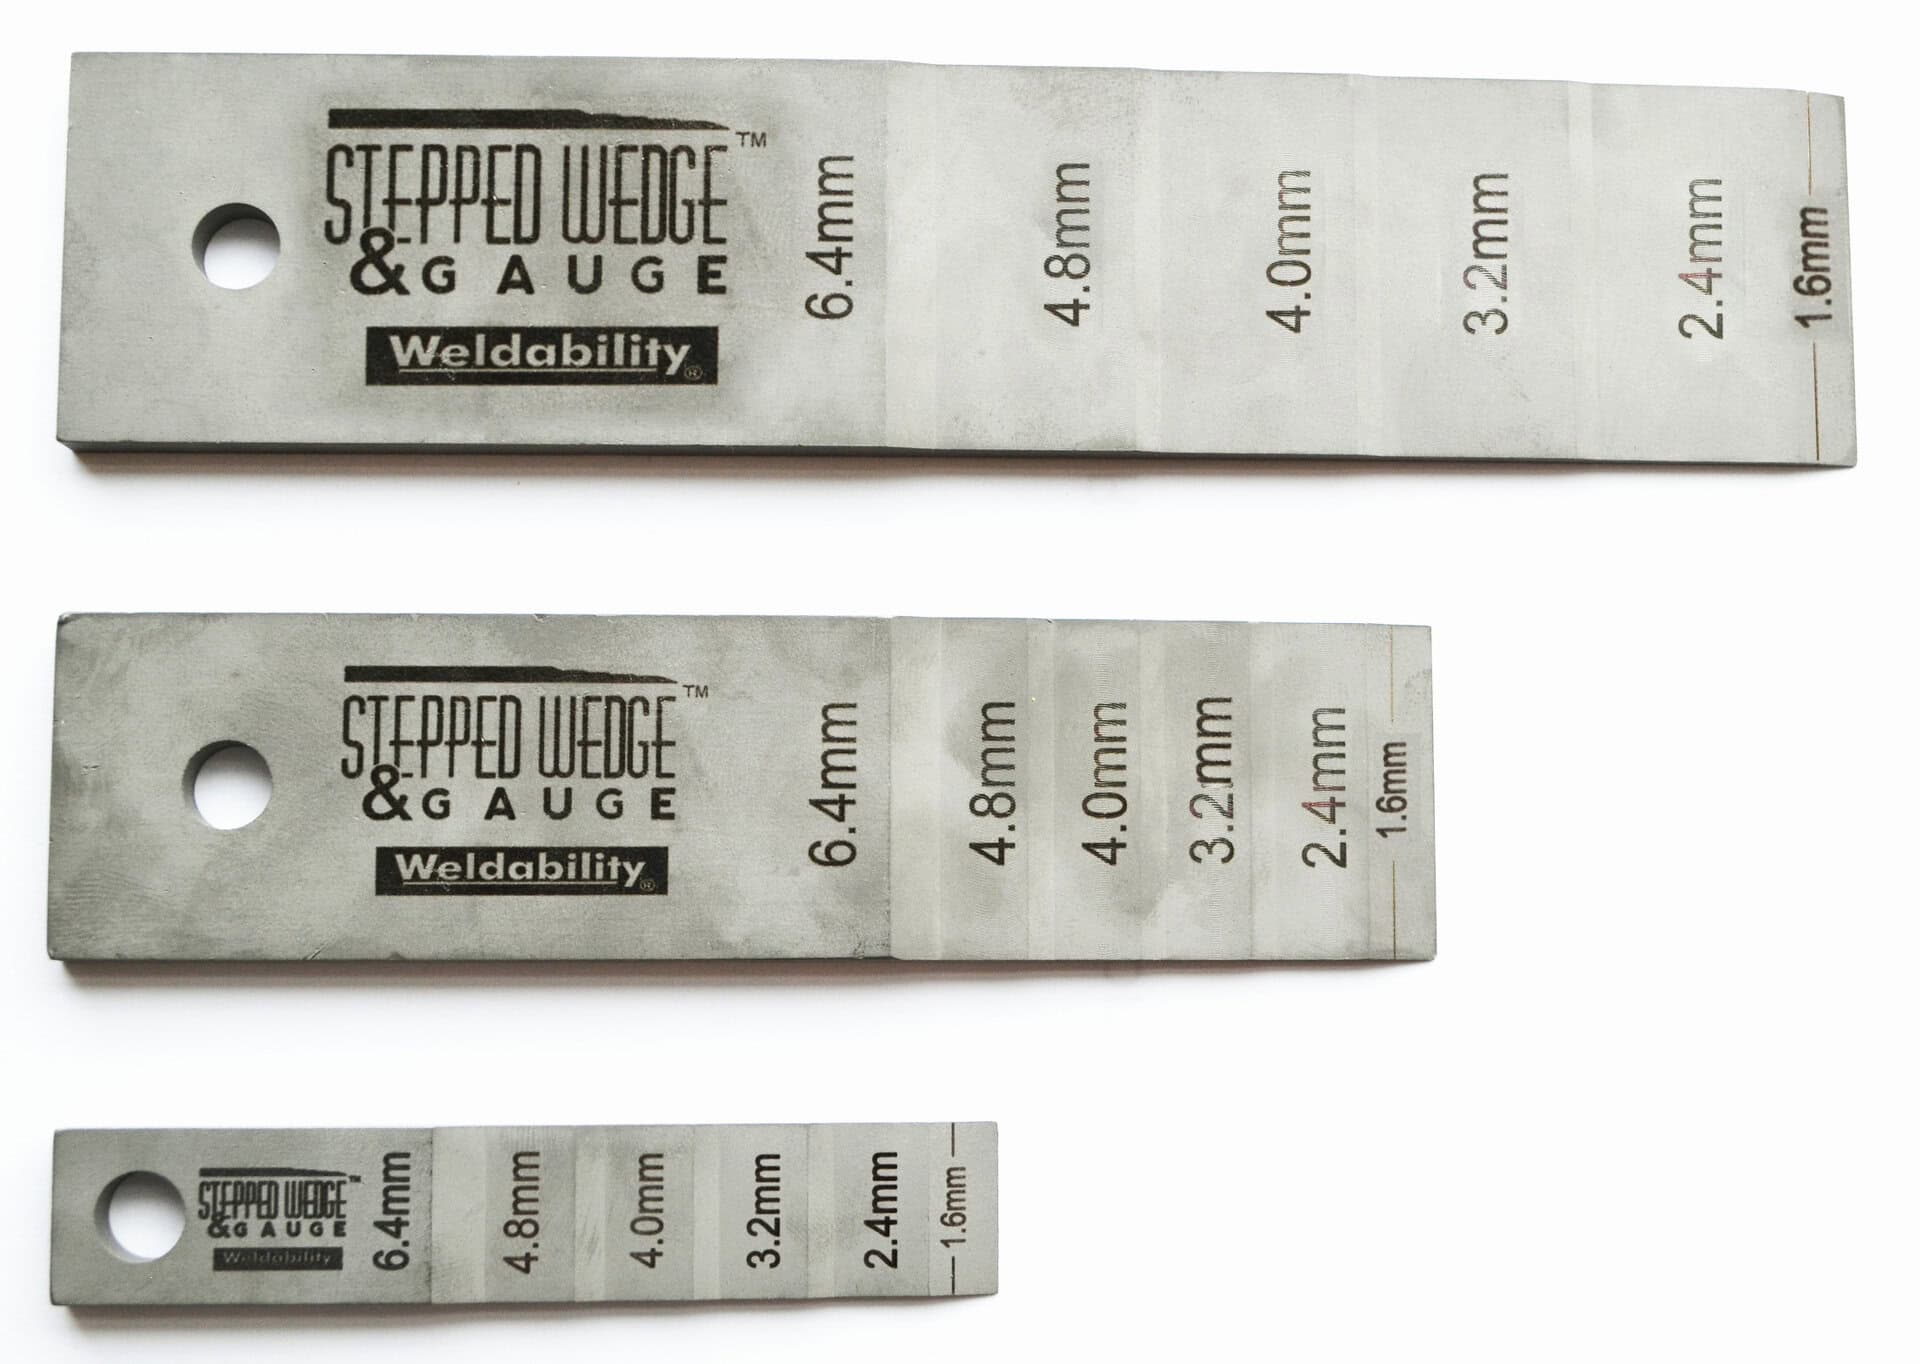 STEPPED WEDGE™
& GAUGE
Weldability®
6.4mm
4.8mm
4.0mm
3.2mm
2.4mm
1.6mm
STEPPED WEDGE™
& GAUGE
Weldability®
6.4mm
4.8mm
4.0mm
3.2mm
2.4mm
1.6mm
STEPPED WEDGE™
& GAUGE
Weldability
6.4mm
4.8mm
4.0mm
3.2mm
2.4mm
1.6mm